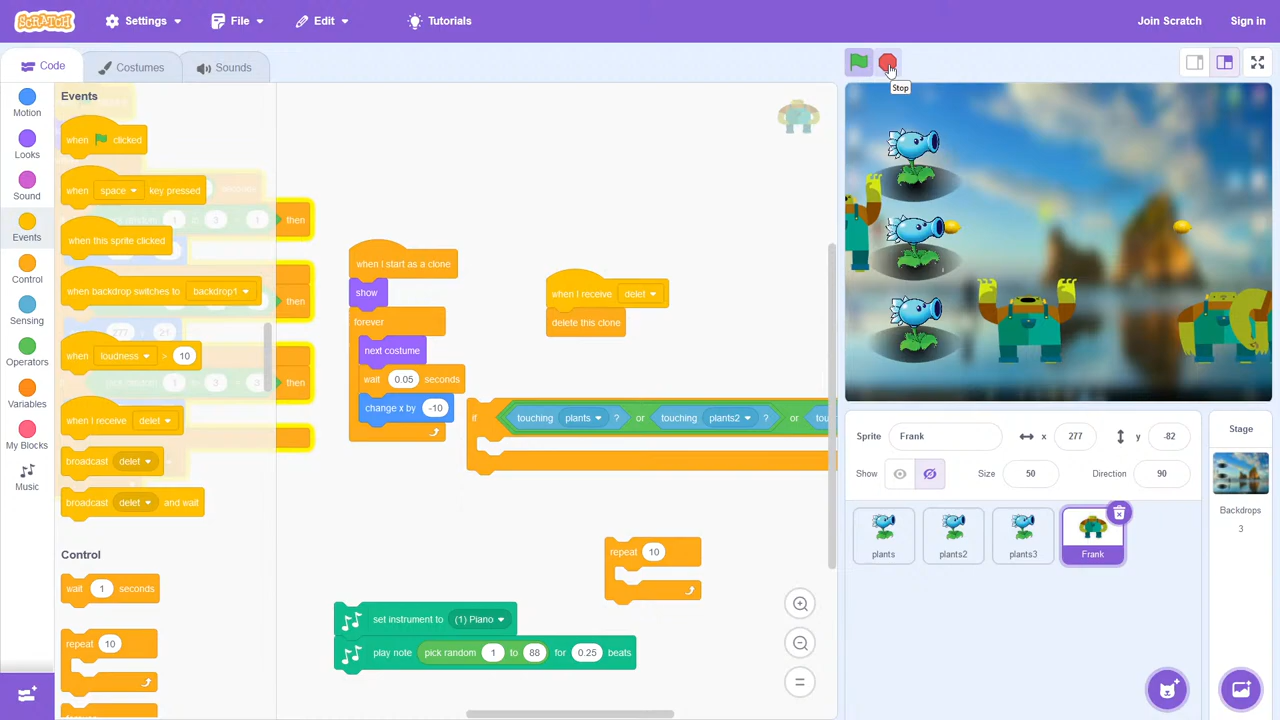 SCRATCH Settings File Edit Tutorials Join Scratch Sign in
Code Costumes Sounds
Stop
Motion
Looks
Sound
Events
Control
Sensing
Operators
Variables
My Blocks
Music
Events
when clicked
when space key pressed
when this sprite clicked
when backdrop switches to backdrop1
when loudness > 10
when I receive delet
broadcast delet
broadcast delet and wait
Control
wait 1 seconds
repeat 10
then
then
then
when I start as a clone
show
forever
next costume
wait 0.05 seconds
change x by -10
when I receive delet
delete this clone
if touching plants ? or touching plants2 ? or
repeat 10
set instrument to (1) Piano
play note pick random 1 to 88 for 0.25 beats
Sprite Frank x 277 y -82
Show Size 50 Direction 90
plants plants2 plants3 Frank
Stage
Backdrops
3